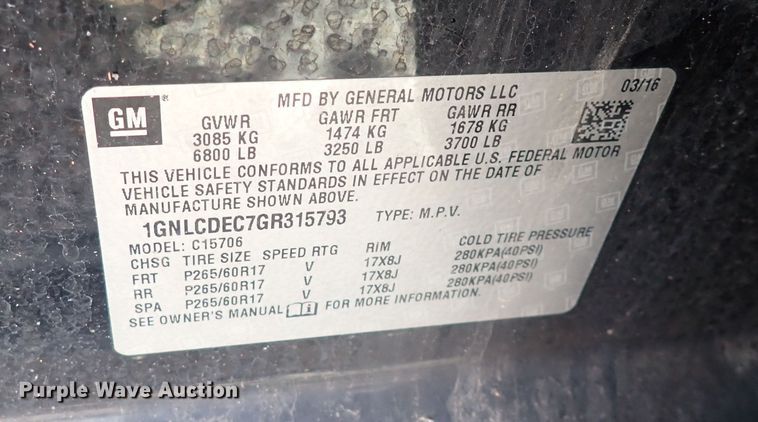 GM
MFD BY GENERAL MOTORS LLC
03/16
GVWR GAWR FRT GAWR RR
3085 KG 1474 KG 1678 KG
6800 LB 3250 LB 3700 LB
THIS VEHICLE CONFORMS TO ALL APPLICABLE U.S. FEDERAL MOTOR
VEHICLE SAFETY STANDARDS IN EFFECT ON THE DATE OF
MANUFACTURE SHOWN ABOVE.
1GNLCDEC7GR315793 TYPE: M.P.V.
MODEL: C15706
CHSG TIRE SIZE SPEED RTG RIM COLD TIRE PRESSURE
FRT P265/60R17 V 17X8J 280KPA(40PSI)
RR P265/60R17 V 17X8J 280KPA(40PSI)
SPA P265/60R17 V 17X8J 280KPA(40PSI)
SEE OWNER'S MANUAL FOR MORE INFORMATION.
Purple Wave Auction